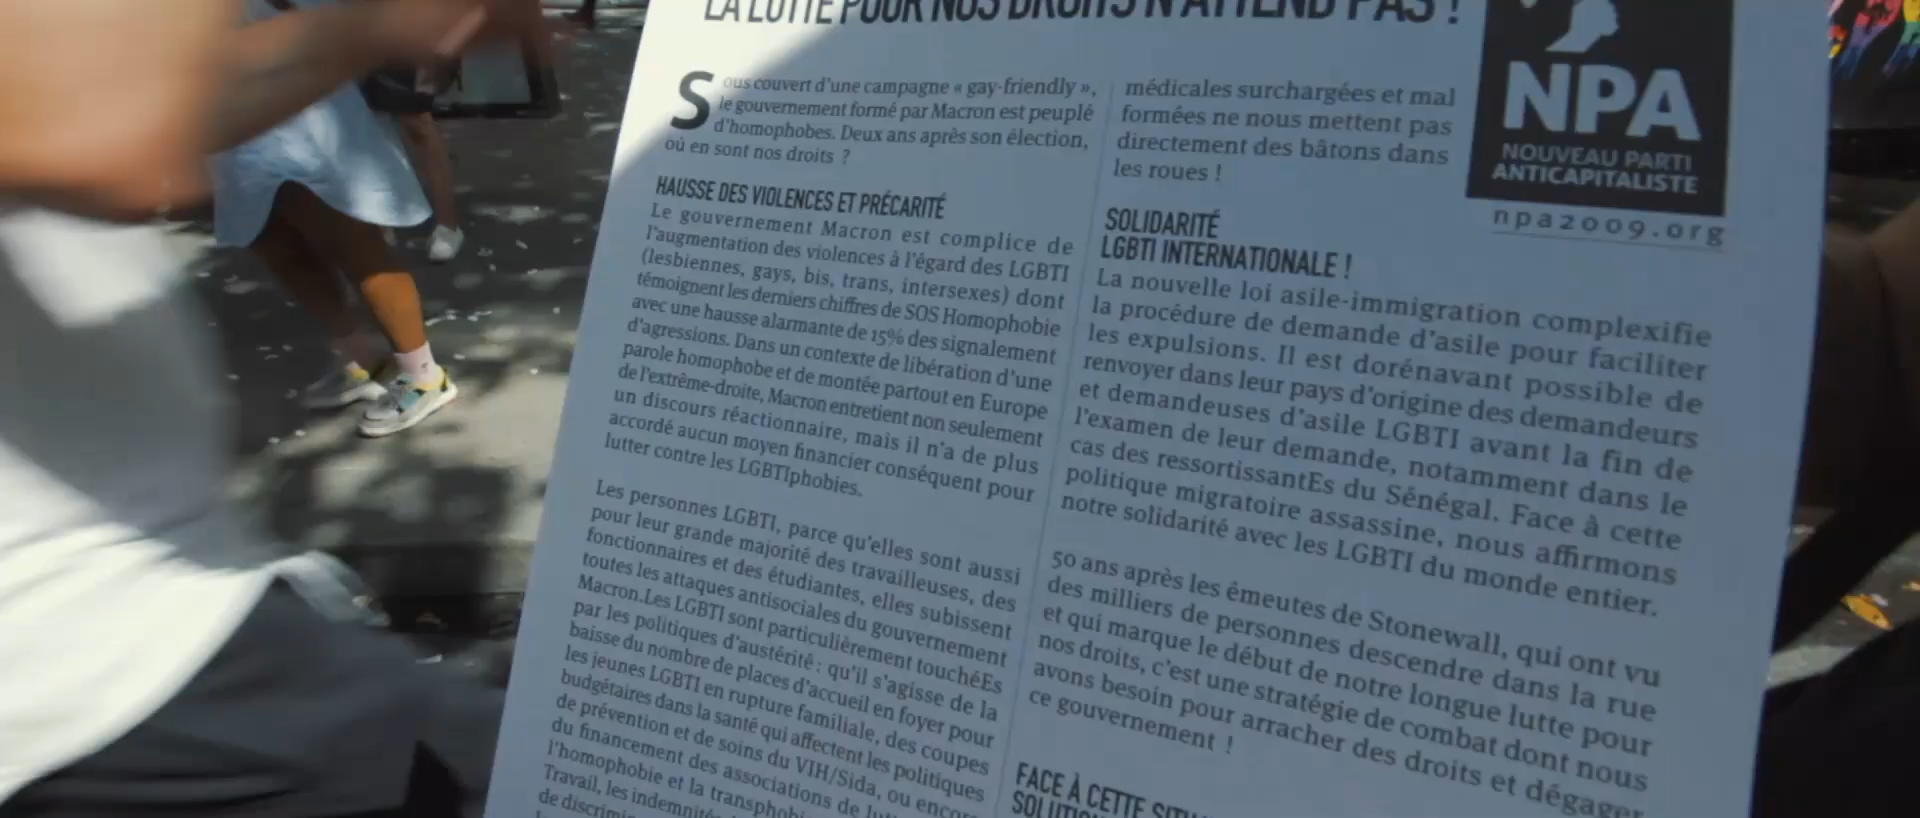 LA LUTTE POUR NOS DROITS N'ATTEND PAS !
Sous couvert d'une campagne « gay-friendly »,
le gouvernement formé par Macron est peuplé
d'homophobes. Deux ans après son élection,
où en sont nos droits ?
HAUSSE DES VIOLENCES ET PRÉCARITÉ
Le gouvernement Macron est complice de
l'augmentation des violences à l'égard des LGBTI
(lesbiennes, gays, bis, trans, intersexes) dont
témoignent les derniers chiffres de SOS Homophobie
avec une hausse alarmante de 15% des signalement
d'agressions. Dans un contexte de libération d'une
parole homophobe et de montée partout en Europe
de l'extrême-droite, Macron entretient non seulement
un discours réactionnaire, mais il n'a de plus
accordé aucun moyen financier conséquent pour
lutter contre les LGBTIphobies.
Les personnes LGBTI, parce qu'elles sont aussi
pour leur grande majorité des travailleuses, des
fonctionnaires et des étudiantes, elles subissent
toutes les attaques antisociales du gouvernement
Macron.Les LGBTI sont particulièrement touchéEs
par les politiques d'austérité : qu'il s'agisse de la
baisse du nombre de places d'accueil en foyer pour
les jeunes LGBTI en rupture familiale, des coupes
budgétaires dans la santé qui affectent les politiques
de prévention et de soins du VIH/Sida, ou encore
du financement des associations de
l'homophobie et la
Travail, les
de
médicales surchargées et mal
formées ne nous mettent pas
directement des bâtons dans
les roues !
SOLIDARITÉ
LGBTI INTERNATIONALE !
La nouvelle loi asile-immigration complexifie
la procédure de demande d'asile pour faciliter
les expulsions. Il est dorénavant possible de
renvoyer dans leur pays d'origine des demandeurs
et demandeuses d'asile LGBTI avant la fin de
l'examen de leur demande, notamment dans le
cas des ressortissantEs du Sénégal. Face à cette
politique migratoire assassine, nous affirmons
notre solidarité avec les LGBTI du monde entier.
50 ans après les émeutes de Stonewall, qui ont vu
des milliers de personnes descendre dans la rue
et qui marque le début de notre longue lutte pour
nos droits, c'est une stratégie de combat dont nous
avons besoin pour arracher des droits et dégager
ce gouvernement !
FACE À CETTE
NPA
NOUVEAU PARTI
ANTICAPITALISTE
npa2009.org